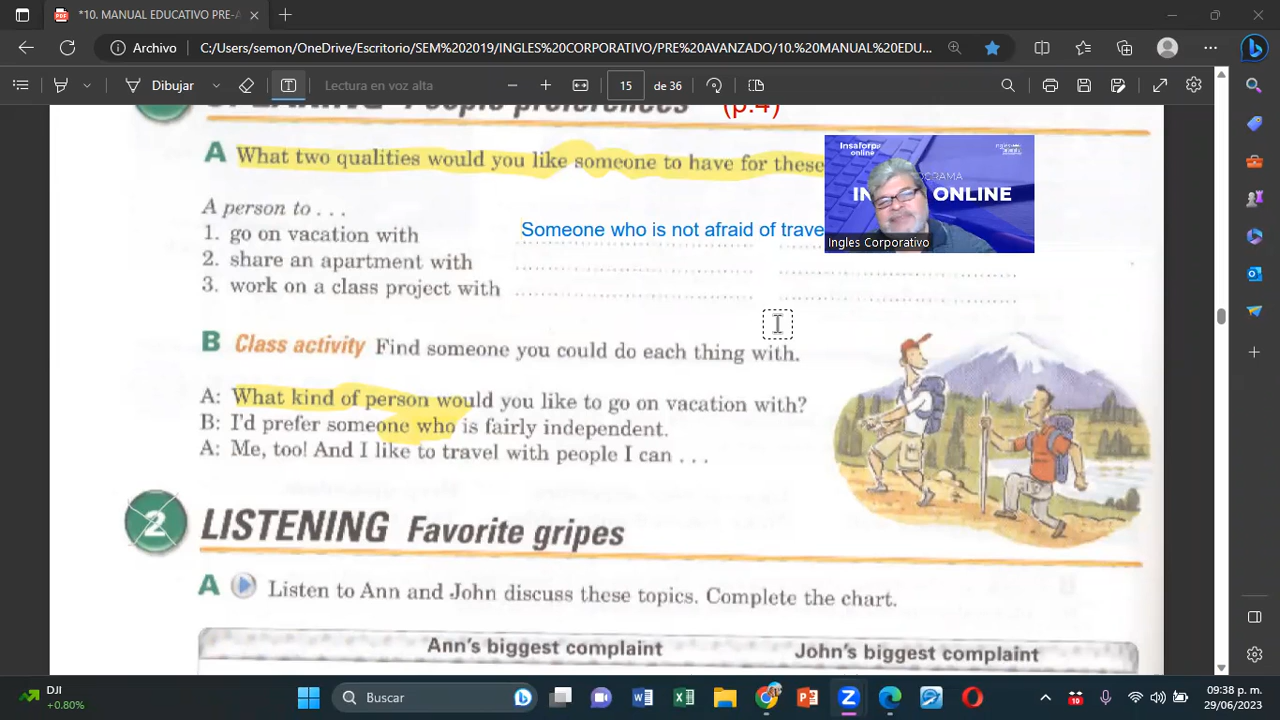 *10. MANUAL EDUCATIVO PRE-A
Archivo
C:/Users/semon/OneDrive/Escritorio/SEM%202019/INGLES%20CORPORATIVO/PRE%20AVANZADO/10.%20MANUAL%20EDU...
Dibujar
Lectura en voz alta
15
de 36
SPEAKING People preferences (p.4)
A What two qualities would you like someone to have for these
A person to . . .
1. go on vacation with
Someone who is not afraid of trave
2. share an apartment with
3. work on a class project with
Insaforp online
INGLES ONLINE
Ingles Corporativo
B Class activity Find someone you could do each thing with.
A: What kind of person would you like to go on vacation with?
B: I'd prefer someone who is fairly independent.
A: Me, too! And I like to travel with people I can . . .
2 LISTENING Favorite gripes
A Listen to Ann and John discuss these topics. Complete the chart.
Ann's biggest complaint
John's biggest complaint
DJI
+0.80%
Buscar
10
09:38 p. m.
29/06/2023